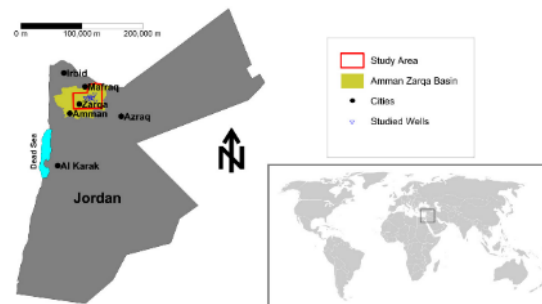 100,000 m 200,000 m
Irbid
Mafraq
Zarqa
Amman
Azraq
Dead Sea
Al Karak
Jordan
N
Study Area
Amman Zarqa Basin
Cities
Studied Wells